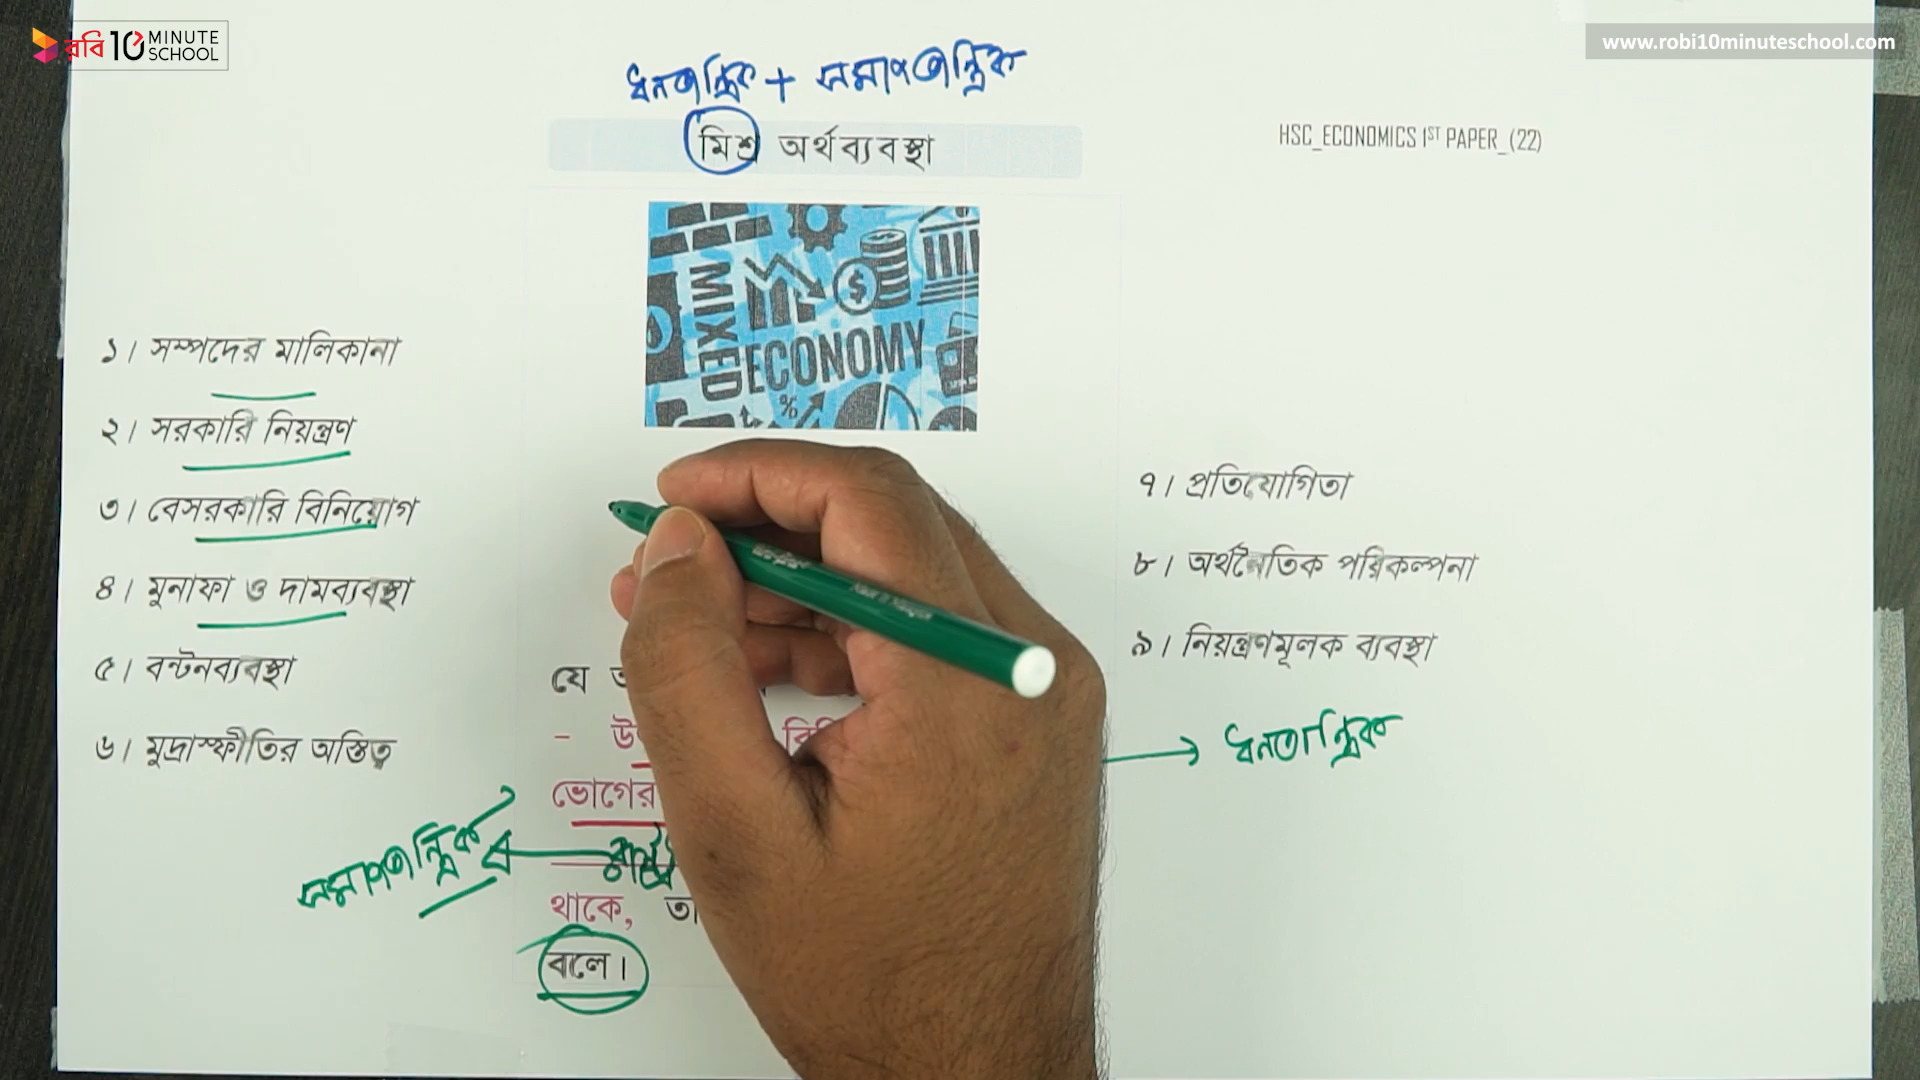 রবি 10 MINUTE SCHOOL
www.robi10minuteschool.com
ধনতান্ত্রিক + সমাজতান্ত্রিক
মিশ্র অর্থব্যবস্থা
HSC_ECONOMICS 1ST PAPER_(22)
MIXED
ECONOMY
১। সম্পদের মালিকানা
২। সরকারি নিয়ন্ত্রণ
৩। বেসরকারি বিনিয়োগ
৪। মুনাফা ও দামব্যবস্থা
৫। বন্টনব্যবস্থা
৬। মুদ্রাস্ফীতির অস্তিত্ব
যে
ভোগের
থাকে,
বলে।
সমাজতান্ত্রিক
৭। প্রতিযোগিতা
৮। অর্থনৈতিক পরিকল্পনা
৯। নিয়ন্ত্রণমূলক ব্যবস্থা
ধনতান্ত্রিক